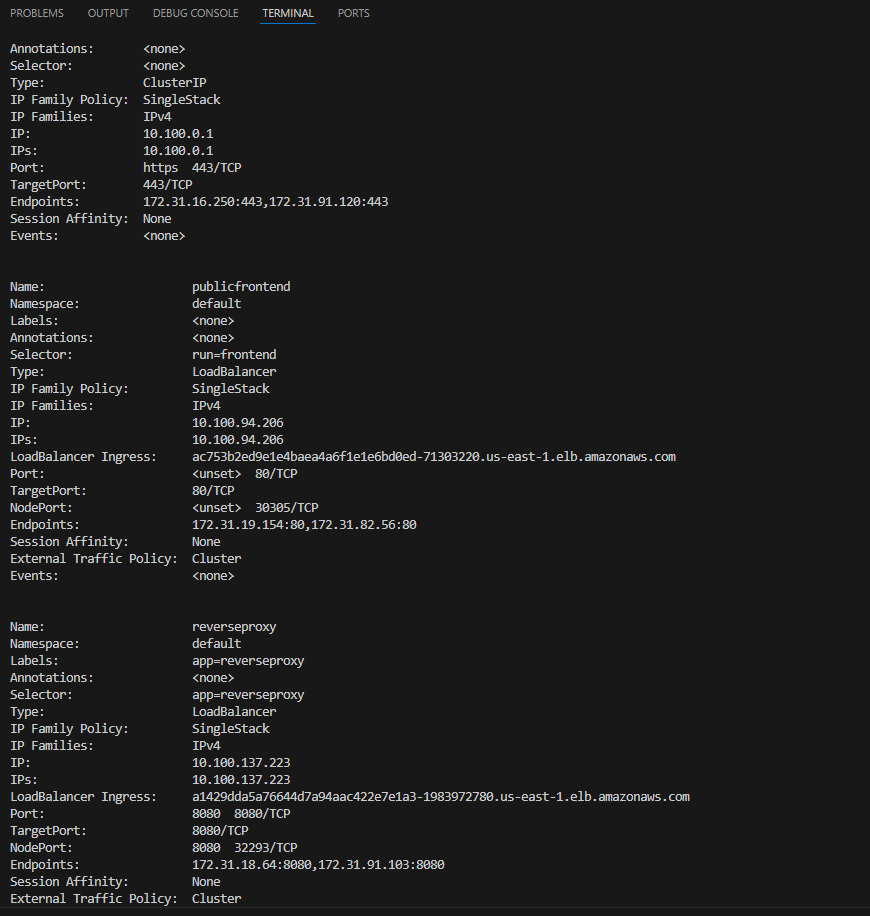 PROBLEMS OUTPUT DEBUG CONSOLE TERMINAL PORTS
Annotations: <none>
Selector: <none>
Type: ClusterIP
IP Family Policy: SingleStack
IP Families: IPv4
IP: 10.100.0.1
IPs: 10.100.0.1
Port: https 443/TCP
TargetPort: 443/TCP
Endpoints: 172.31.16.250:443,172.31.91.120:443
Session Affinity: None
Events: <none>
Name: publicfrontend
Namespace: default
Labels: <none>
Annotations: <none>
Selector: run=frontend
Type: LoadBalancer
IP Family Policy: SingleStack
IP Families: IPv4
IP: 10.100.94.206
IPs: 10.100.94.206
LoadBalancer Ingress: ac753b2ed9e1e4baea4a6f1e1e6bd0ed-71303220.us-east-1.elb.amazonaws.com
Port: <unset> 80/TCP
TargetPort: 80/TCP
NodePort: <unset> 30305/TCP
Endpoints: 172.31.19.154:80,172.31.82.56:80
Session Affinity: None
External Traffic Policy: Cluster
Events: <none>
Name: reverseproxy
Namespace: default
Labels: app=reverseproxy
Annotations: <none>
Selector: app=reverseproxy
Type: LoadBalancer
IP Family Policy: SingleStack
IP Families: IPv4
IP: 10.100.137.223
IPs: 10.100.137.223
LoadBalancer Ingress: a1429dda5a76644d7a94aac422e7e1a3-1983972780.us-east-1.elb.amazonaws.com
Port: 8080 8080/TCP
TargetPort: 8080/TCP
NodePort: 8080 32293/TCP
Endpoints: 172.31.18.64:8080,172.31.91.103:8080
Session Affinity: None
External Traffic Policy: Cluster